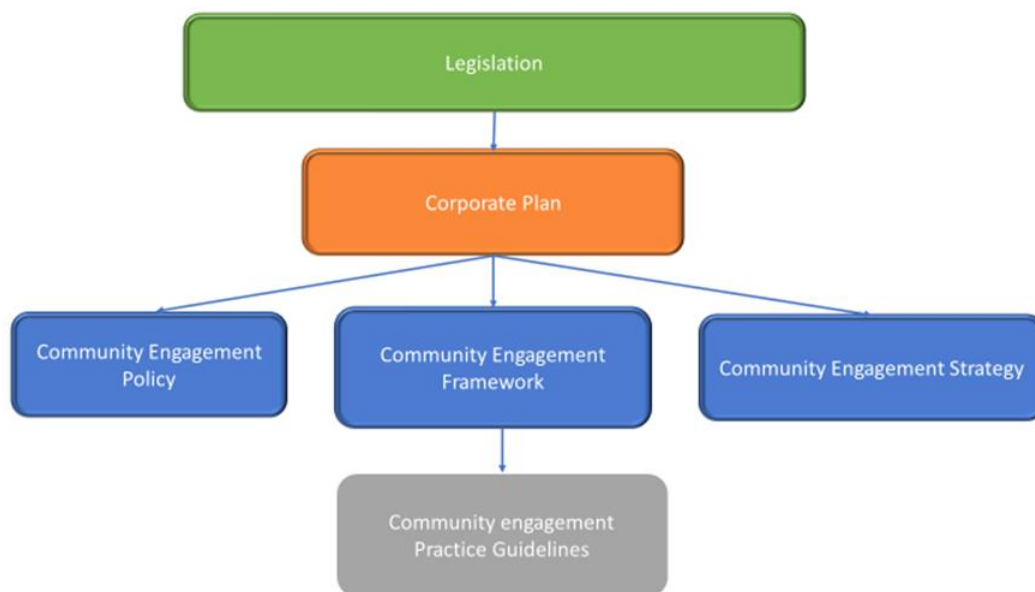 Legislation
Corporate Plan
Community Engagement
Policy
Community Engagement
Framework
Community Engagement Strategy
Community engagement
Practice Guidelines